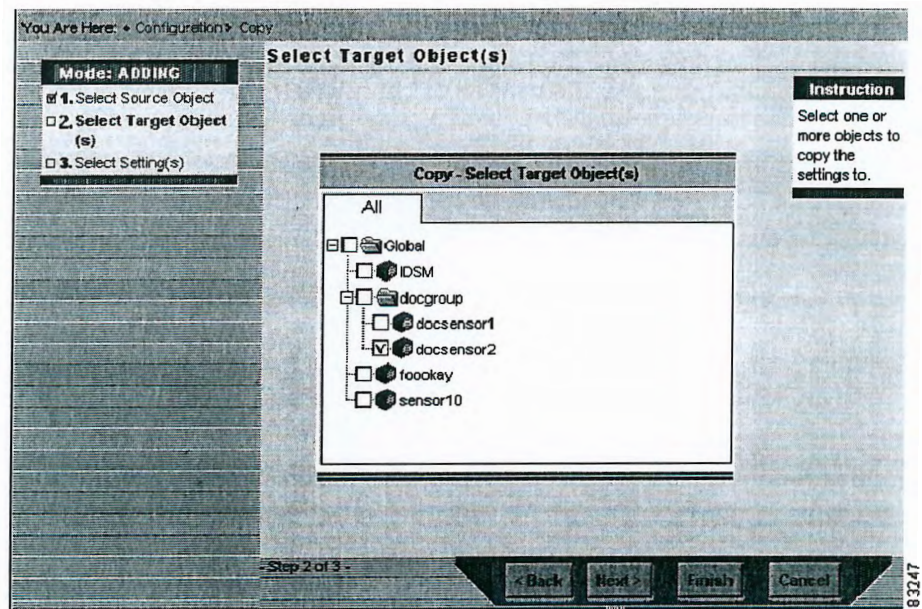 You Are Here: • Configuration > Copy
Mode: ADDING
1. Select Source Object
2. Select Target Object
(s)
3. Select Setting(s)
Select Target Object(s)
Instruction
Select one or
more objects to
copy the
settings to.
Copy - Select Target Object(s)
All
Global
IDSM
docgroup
docsensor1
docsensor2
foookay
sensor10
- Step 2 of 3 -
< Back
Next >
Finish
Cancel
83247